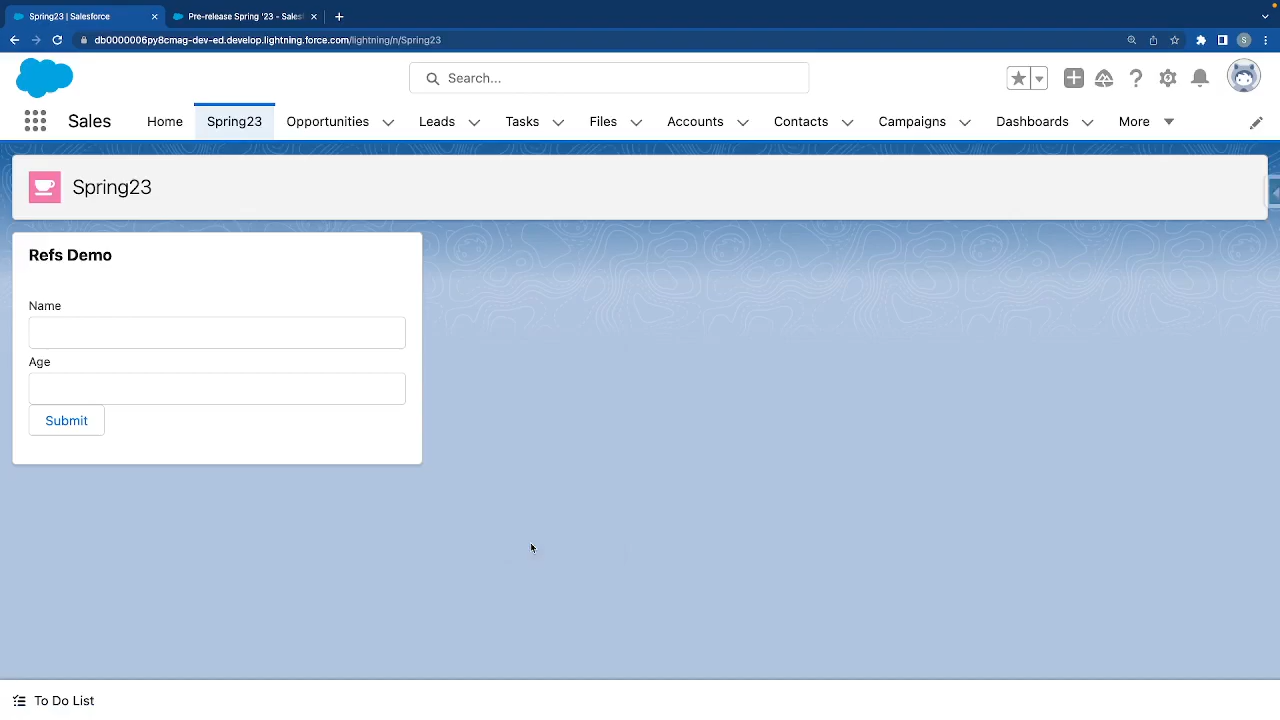 Spring23 | Salesforce
Pre-release Spring '23 - Sales
db0000006py8cmag-dev-ed.develop.lightning.force.com/lightning/n/Spring23
S
Search...
Sales Home Spring23 Opportunities Leads Tasks Files Accounts Contacts Campaigns Dashboards More
Spring23
Refs Demo
Name
Age
Submit
To Do List